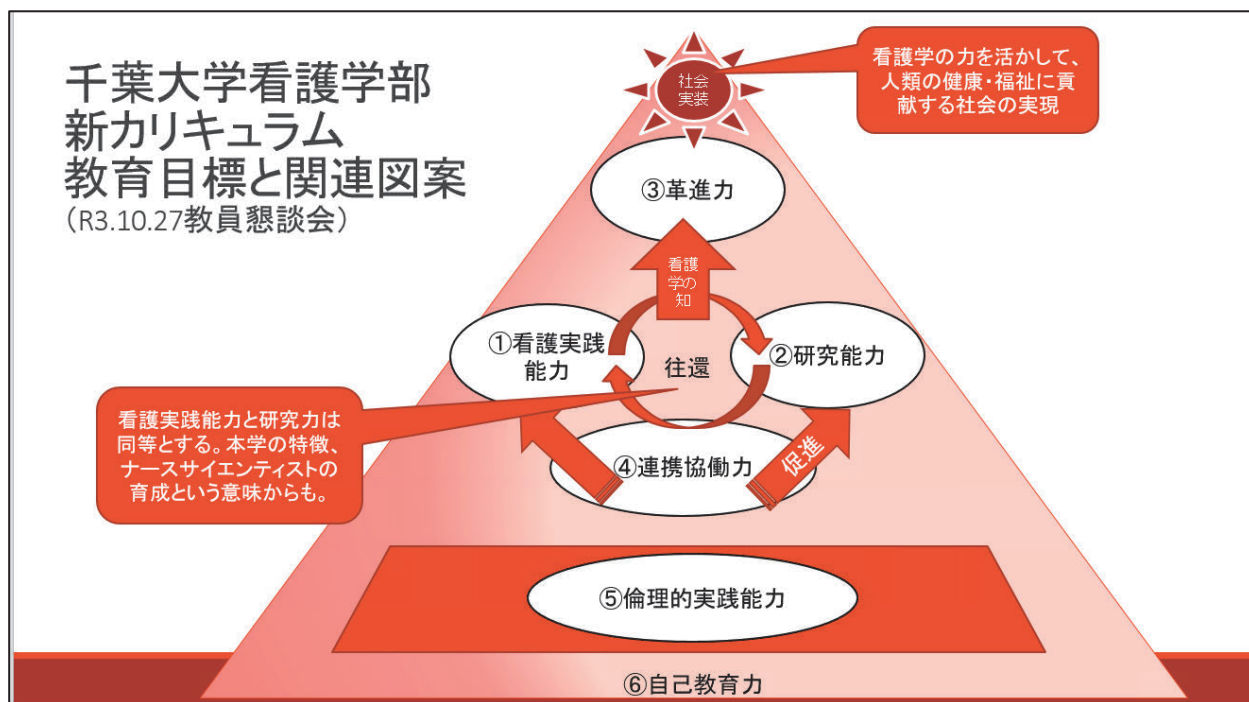 千葉大学看護学部
新カリキュラム
教育目標と関連図案
（R3.10.27教員懇談会）
社会
実装
看護学の力を活かして、
人類の健康・福祉に貢
献する社会の実現
③革進力
看護
学の
知
①看護実践
能力
往還
②研究能力
看護実践能力と研究力は
同等とする。本学の特徴、
ナースサイエンティストの
育成という意味からも。
④連携協働力
促進
⑤倫理的実践能力
⑥自己教育力